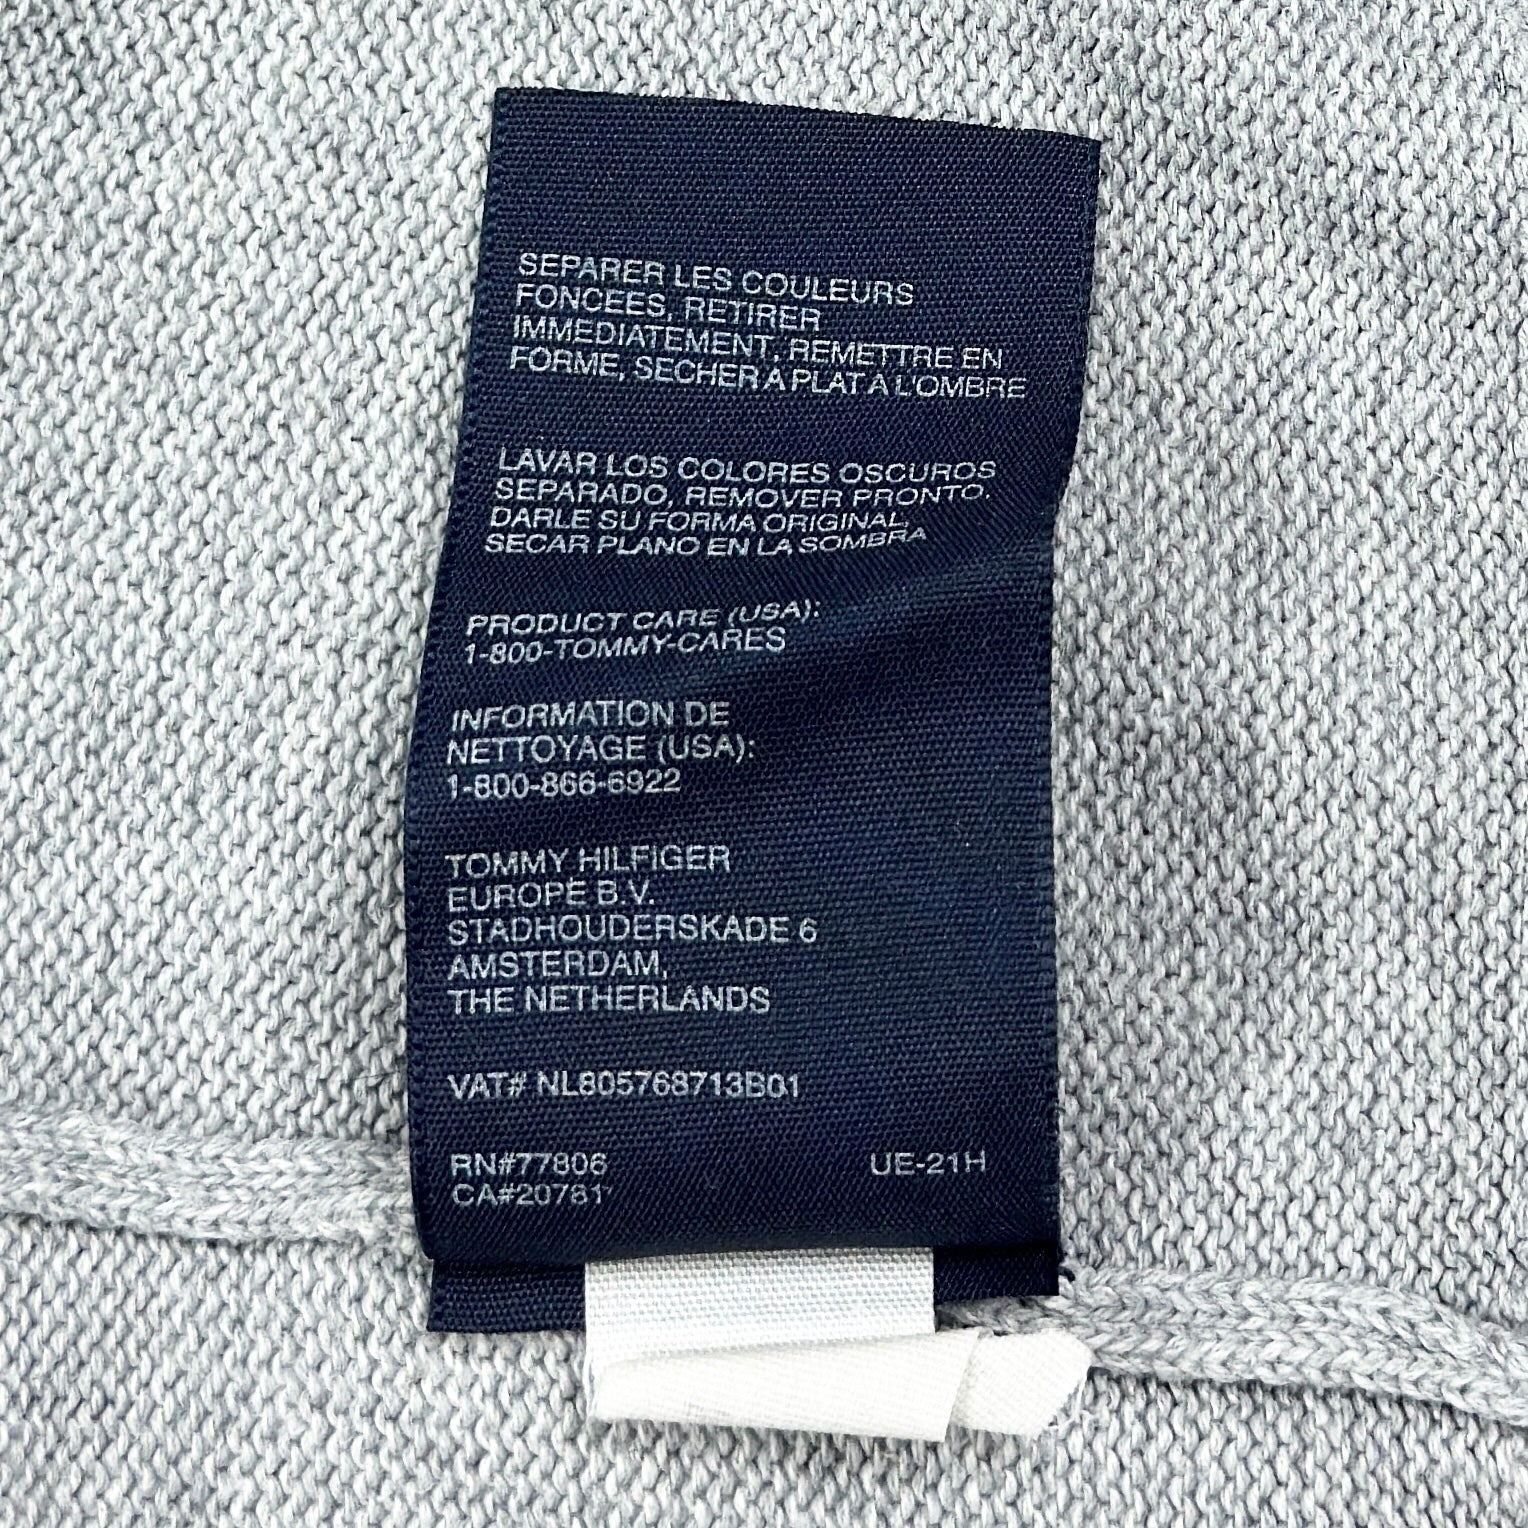 SEPARER LES COULEURS
FONCEES, RETIRER
IMMEDIATEMENT, REMETTRE EN
FORME, SECHER A PLAT A L'OMBRE
LAVAR LOS COLORES OSCUROS
SEPARADO, REMOVER PRONTO.
DARLE SU FORMA ORIGINAL,
SECAR PLANO EN LA SOMBRA
PRODUCT CARE (USA):
1-800-TOMMY-CARES
INFORMATION DE
NETTOYAGE (USA):
1-800-866-6922
TOMMY HILFIGER
EUROPE B.V.
STADHOUDERSKADE 6
AMSTERDAM,
THE NETHERLANDS
VAT# NL805768713B01
RN#77806 UE-21H
CA#20781